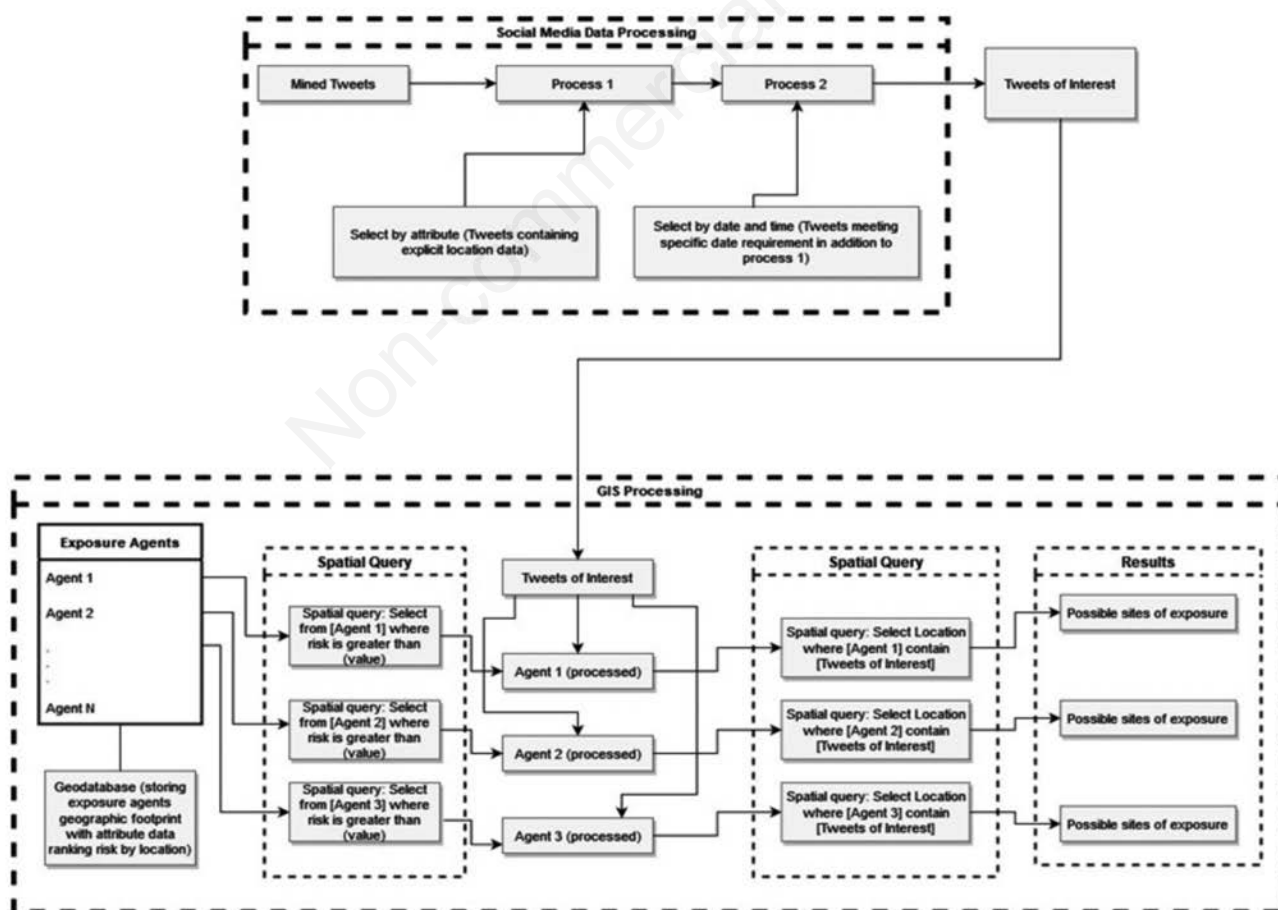 Social Media Data Processing
Mined Tweets
Process 1
Process 2
Tweets of Interest
Select by attribute (Tweets containing
explicit location data)
Select by date and time (Tweets meeting
specific date requirement in addition to
process 1)
Non-commercial
GIS Processing
Exposure Agents
Agent 1
Agent 2
.
.
.
Agent N
Geodatabase (storing
exposure agents
geographic footprint
with attribute data
ranking risk by location)
Spatial Query
Spatial query: Select
from [Agent 1] where
risk is greater than
(value)
Spatial query: Select
from [Agent 2] where
risk is greater than
(value)
Spatial query: Select
from [Agent 3] where
risk is greater than
(value)
Tweets of Interest
Agent 1 (processed)
Agent 2 (processed)
Agent 3 (processed)
Spatial Query
Spatial query: Select Location
where [Agent 1] contain
[Tweets of Interest]
Spatial query: Select Location
where [Agent 2] contain
[Tweets of Interest]
Spatial query: Select Location
where [Agent 3] contain
[Tweets of Interest]
Results
Possible sites of exposure
Possible sites of exposure
Possible sites of exposure